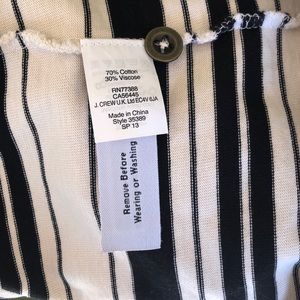 70% Cotton
30% Viscose
RN77388
CA56445
J. CREW U.K. Ltd/EC4V 6JA
Made in China
Style 35389
SP 13
Remove Before
Wearing or Washing